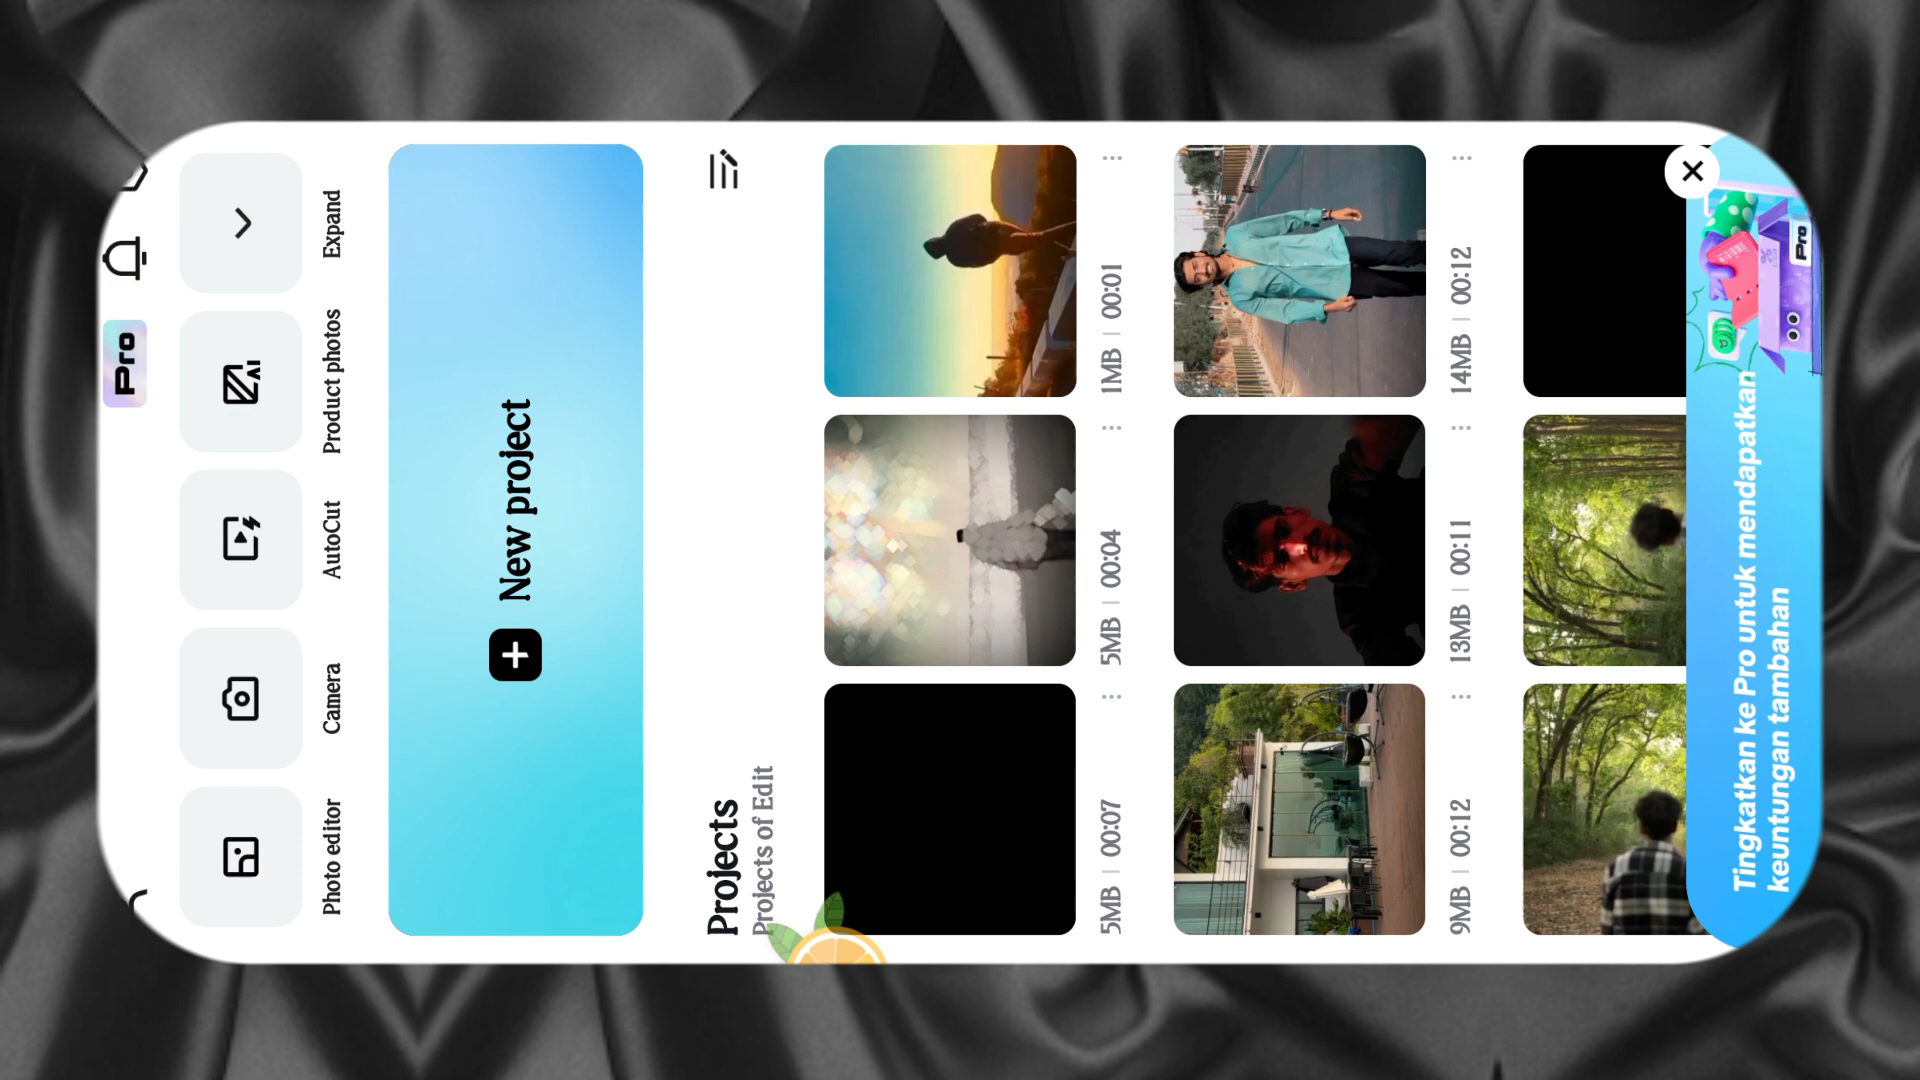 Pro
Photo editor
Camera
AutoCut
AI
Product photos
Expand
New project
Projects
Projects of Edit
5MB | 00:07
5MB | 00:04
1MB | 00:01
9MB | 00:12
13MB | 00:11
14MB | 00:12
Tingkatkan ke Pro untuk mendapatkan
keuntungan tambahan
Pro